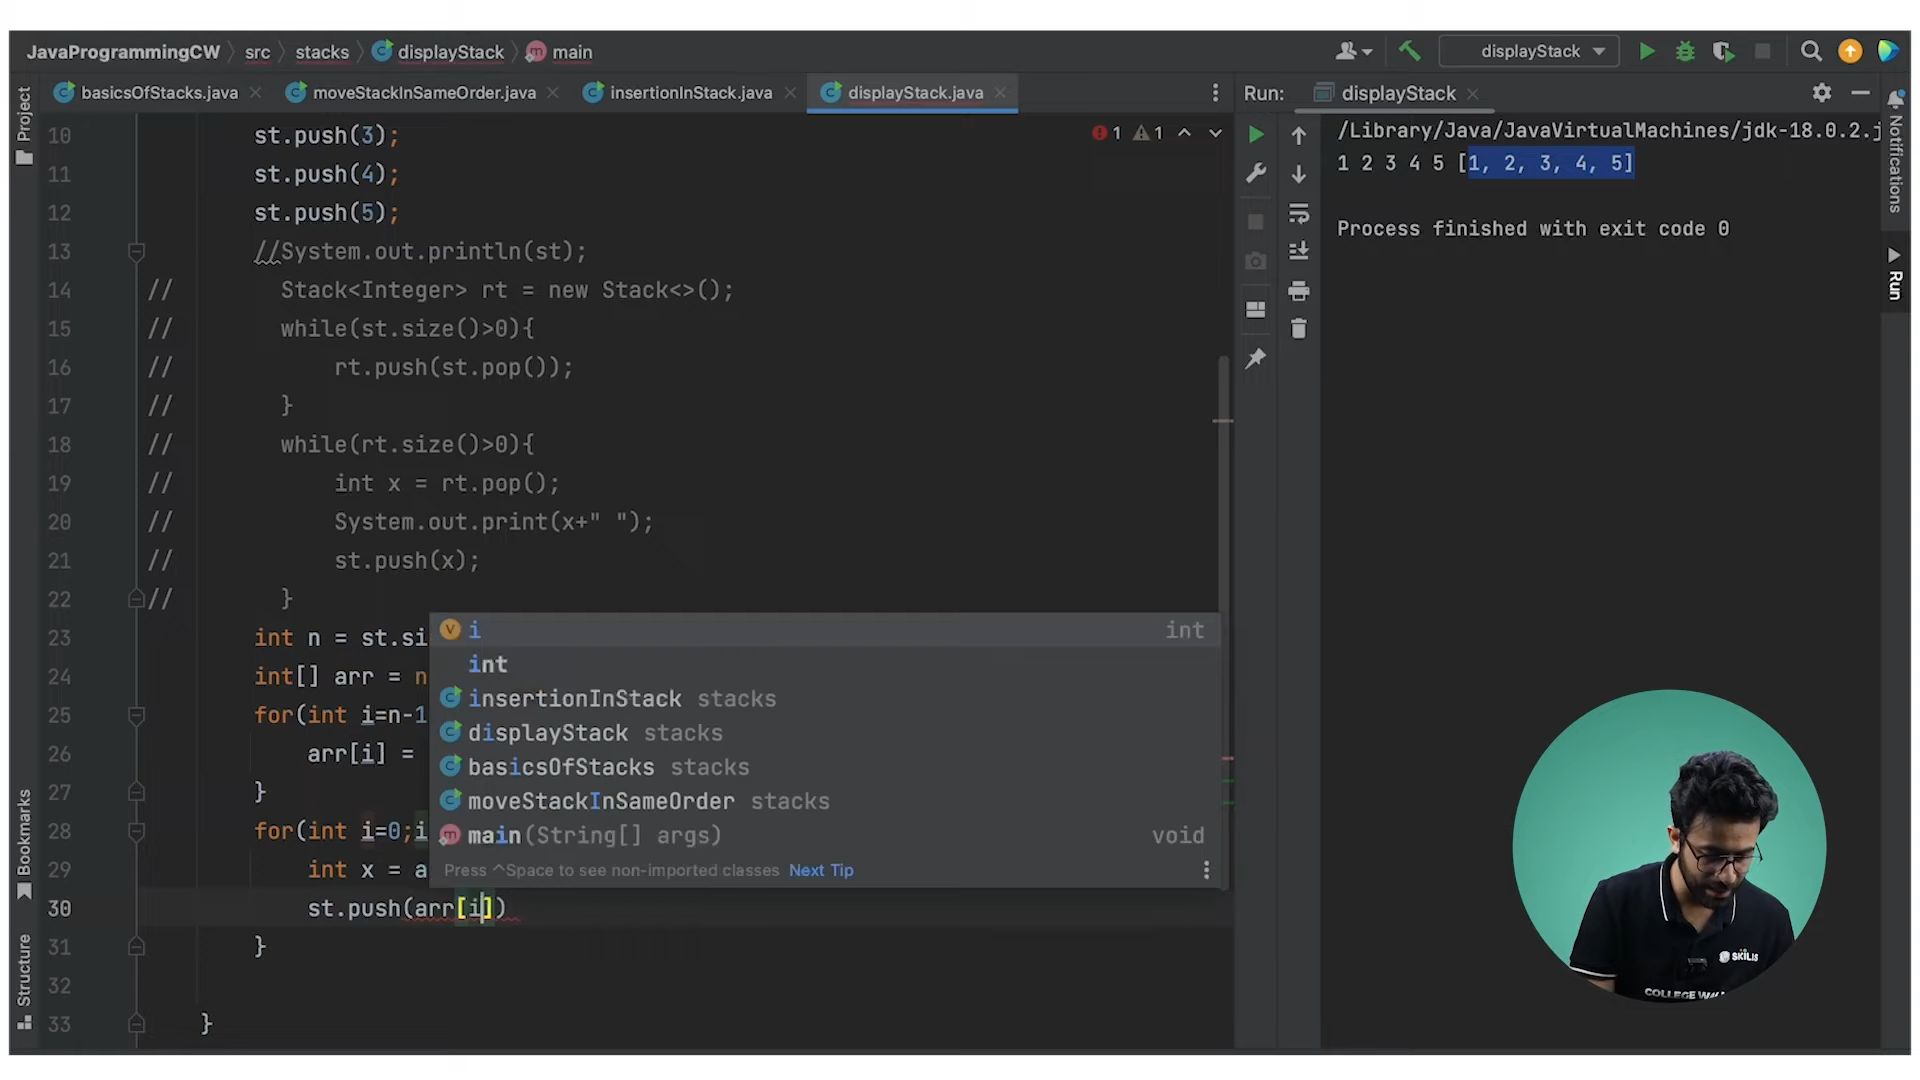 JavaProgrammingCW
src
stacks
displayStack
main
displayStack
basicsOfStacks.java
moveStackInSameOrder.java
insertionInStack.java
displayStack.java
Run:
displayStack
Project
Bookmarks
Structure
Notifications
Run
1
1
10 st.push(3);
11 st.push(4);
12 st.push(5);
13 //System.out.println(st);
14 // Stack<Integer> rt = new Stack<>();
15 // while(st.size()>0){
16 // rt.push(st.pop());
17 // }
18 // while(rt.size()>0){
19 // int x = rt.pop();
20 // System.out.print(x+" ");
21 // st.push(x);
22 // }
23 int n = st.si
24 int[] arr = n
25 for(int i=n-1
26 arr[i] =
27 }
28 for(int i=0;i
29 int x = a
30 st.push(arr[i])
31 }
32
33 }
i int
int
insertionInStack stacks
displayStack stacks
basicsOfStacks stacks
moveStackInSameOrder stacks
main(String[] args) void
Press ^Space to see non-imported classes Next Tip
/Library/Java/JavaVirtualMachines/jdk-18.0.2.j
1 2 3 4 5 [1, 2, 3, 4, 5]
Process finished with exit code 0
SKILLS
COLLEGE